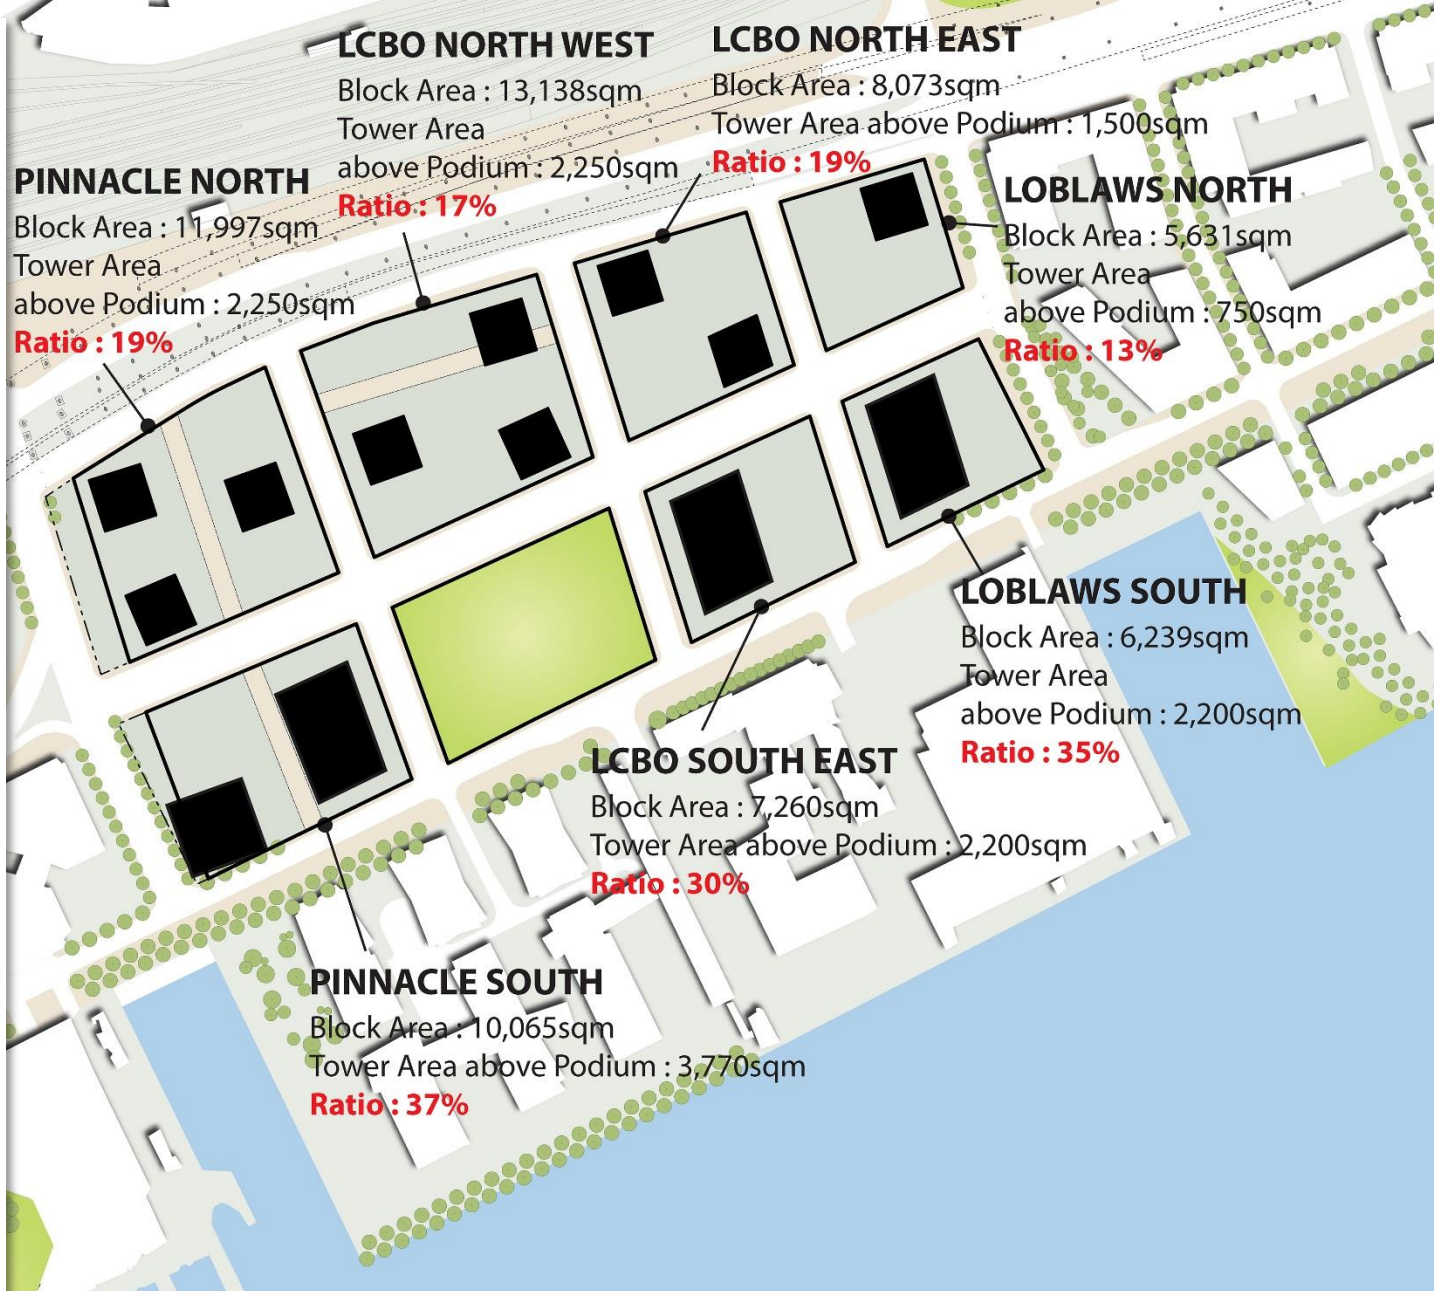 LCBO NORTH WEST
Block Area : 13,138sqm
Tower Area
above Podium : 2,250sqm
Ratio : 17%
LCBO NORTH EAST
Block Area : 8,073sqm
Tower Area above Podium : 1,500sqm
Ratio : 19%
PINNACLE NORTH
Block Area : 11,997sqm
Tower Area
above Podium : 2,250sqm
Ratio : 19%
LOBLAWS NORTH
Block Area : 5,631sqm
Tower Area
above Podium : 750sqm
Ratio : 13%
LOBLAWS SOUTH
Block Area : 6,239sqm
Tower Area
above Podium : 2,200sqm
Ratio : 35%
LCBO SOUTH EAST
Block Area : 7,260sqm
Tower Area above Podium : 2,200sqm
Ratio : 30%
PINNACLE SOUTH
Block Area : 10,065sqm
Tower Area above Podium : 3,770sqm
Ratio : 37%